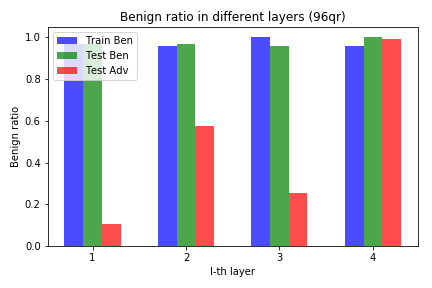 Benign ratio in different layers (96qr)
Train Ben
Test Ben
Test Adv
Benign ratio
1.0
0.8
0.6
0.4
0.2
0.0
1 2 3 4
l-th layer